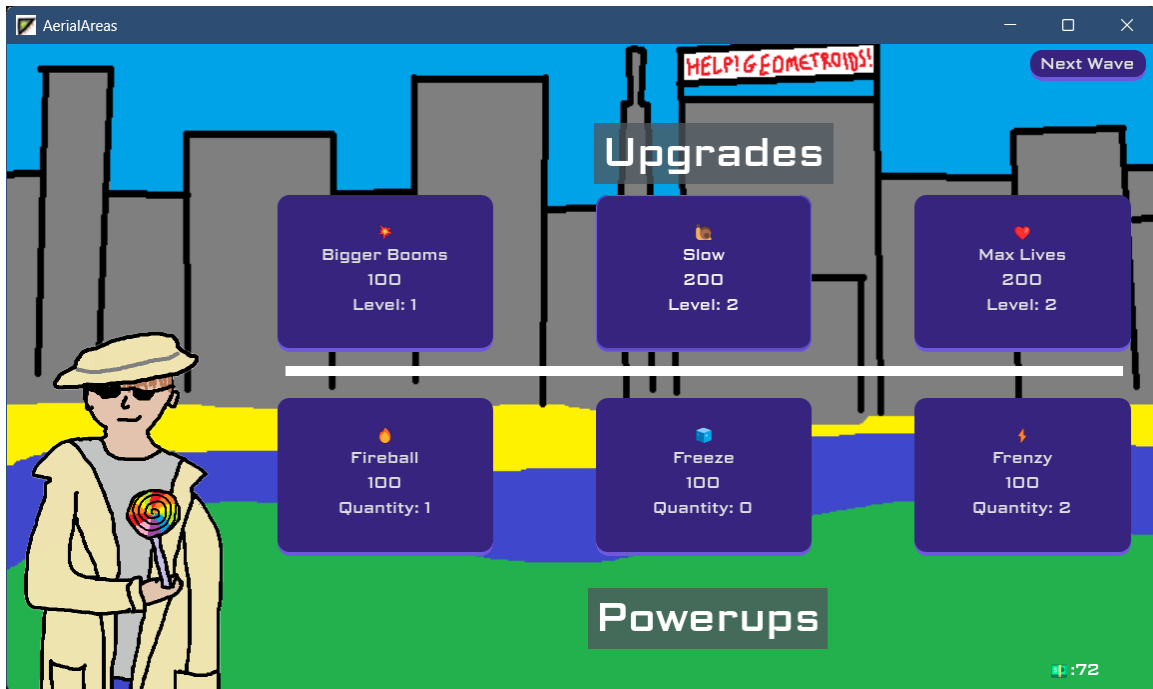 AerialAreas
HELP! GEOMETROIDS!
Next Wave
Upgrades
Bigger Booms
100
Level: 1
Slow
200
Level: 2
Max Lives
200
Level: 2
Fireball
100
Quantity: 1
Freeze
100
Quantity: 0
Frenzy
100
Quantity: 2
Powerups
:72